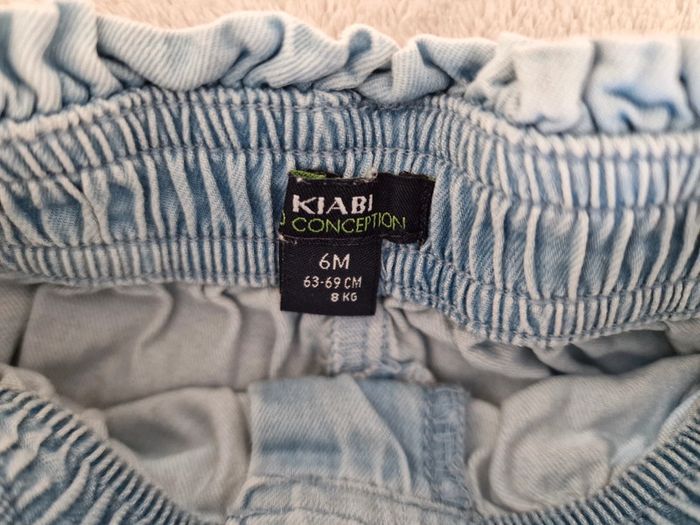 KIABI
CONCEPTION
6M
63-69 CM
8 KG